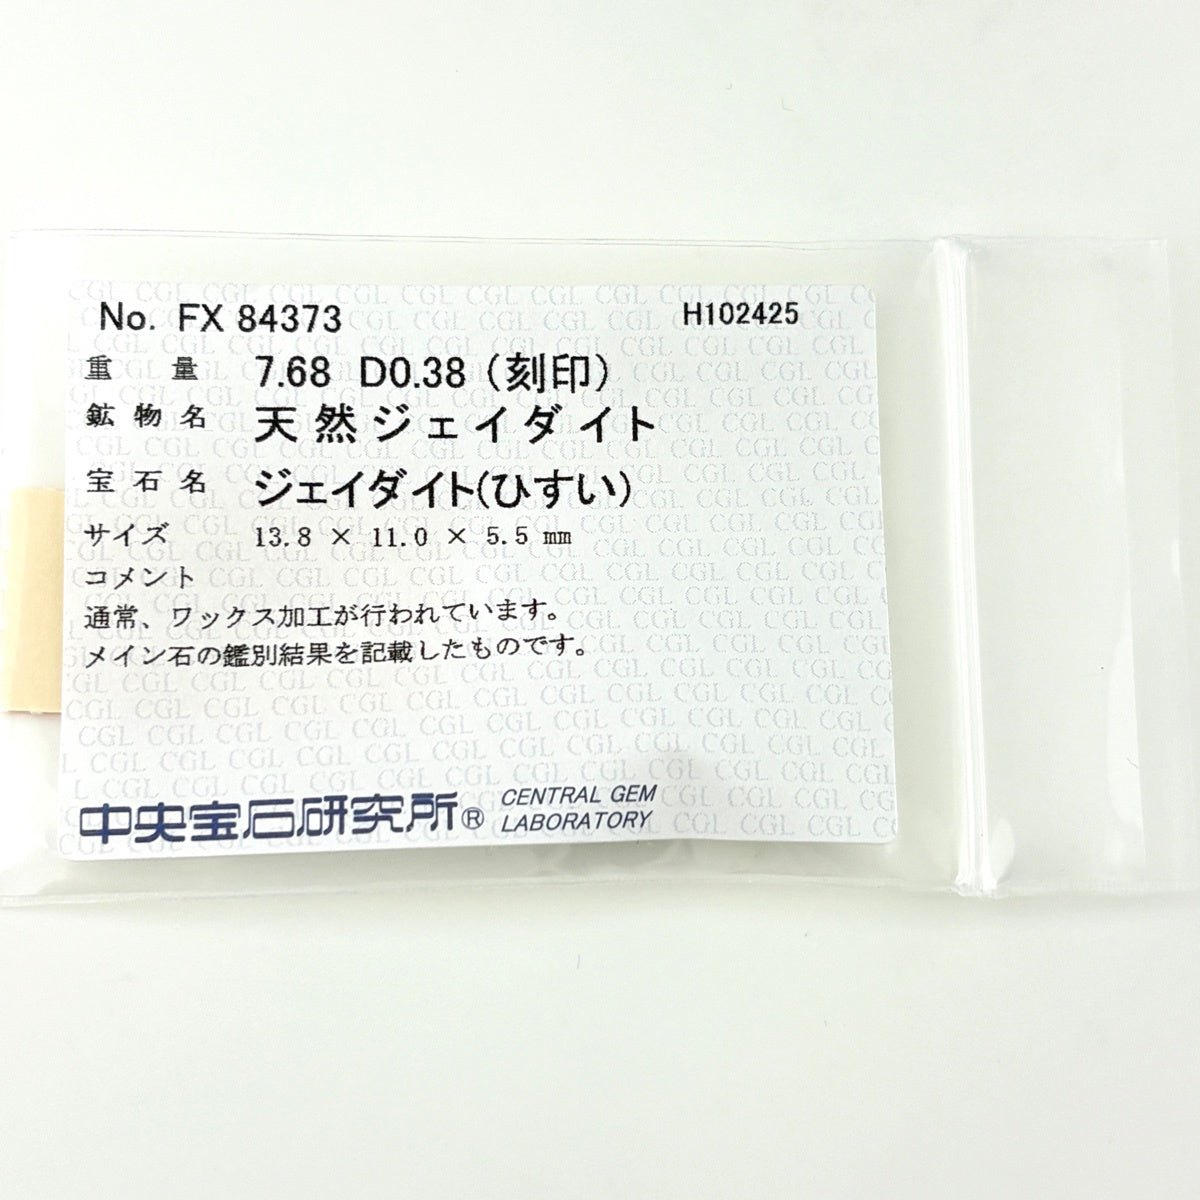 No. FX 84373 H102425
重量 7.68 D0.38 (刻印)
鉱物名 天然ジェイダイト
宝石名 ジェイダイト(ひすい)
サイズ 13.8 × 11.0 × 5.5 mm
コメント
通常、ワックス加工が行われています。
メイン石の鑑別結果を記載したものです。
中央宝石研究所® CENTRAL GEM
LABORATORY